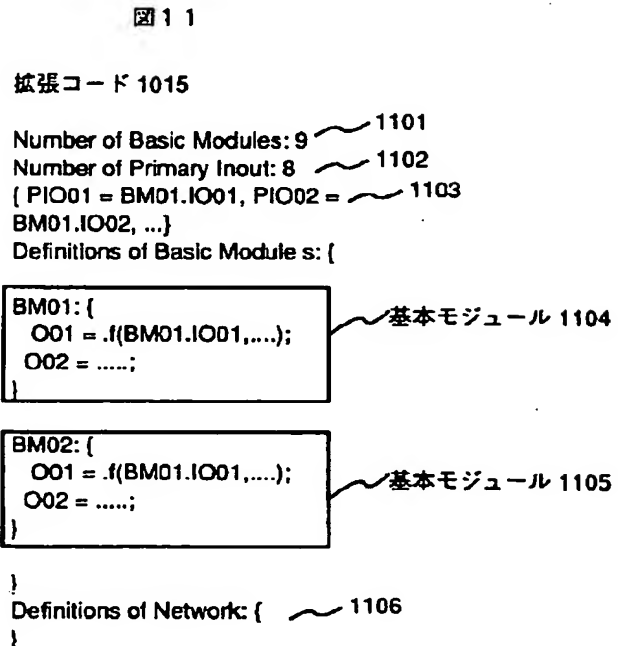 図11
拡張コード 1015
Number of Basic Modules: 9 1101
Number of Primary Inout: 8 1102
{ PIO01 = BM01.IO01, PIO02 = 1103
BM01.IO02, ...}
Definitions of Basic Module s: {
BM01: {
O01 = .f(BM01.IO01,....);
O02 = .....;
}
基本モジュール 1104
BM02: {
O01 = .f(BM01.IO01,....);
O02 = .....;
}
基本モジュール 1105
}
Definitions of Network: { 1106
}